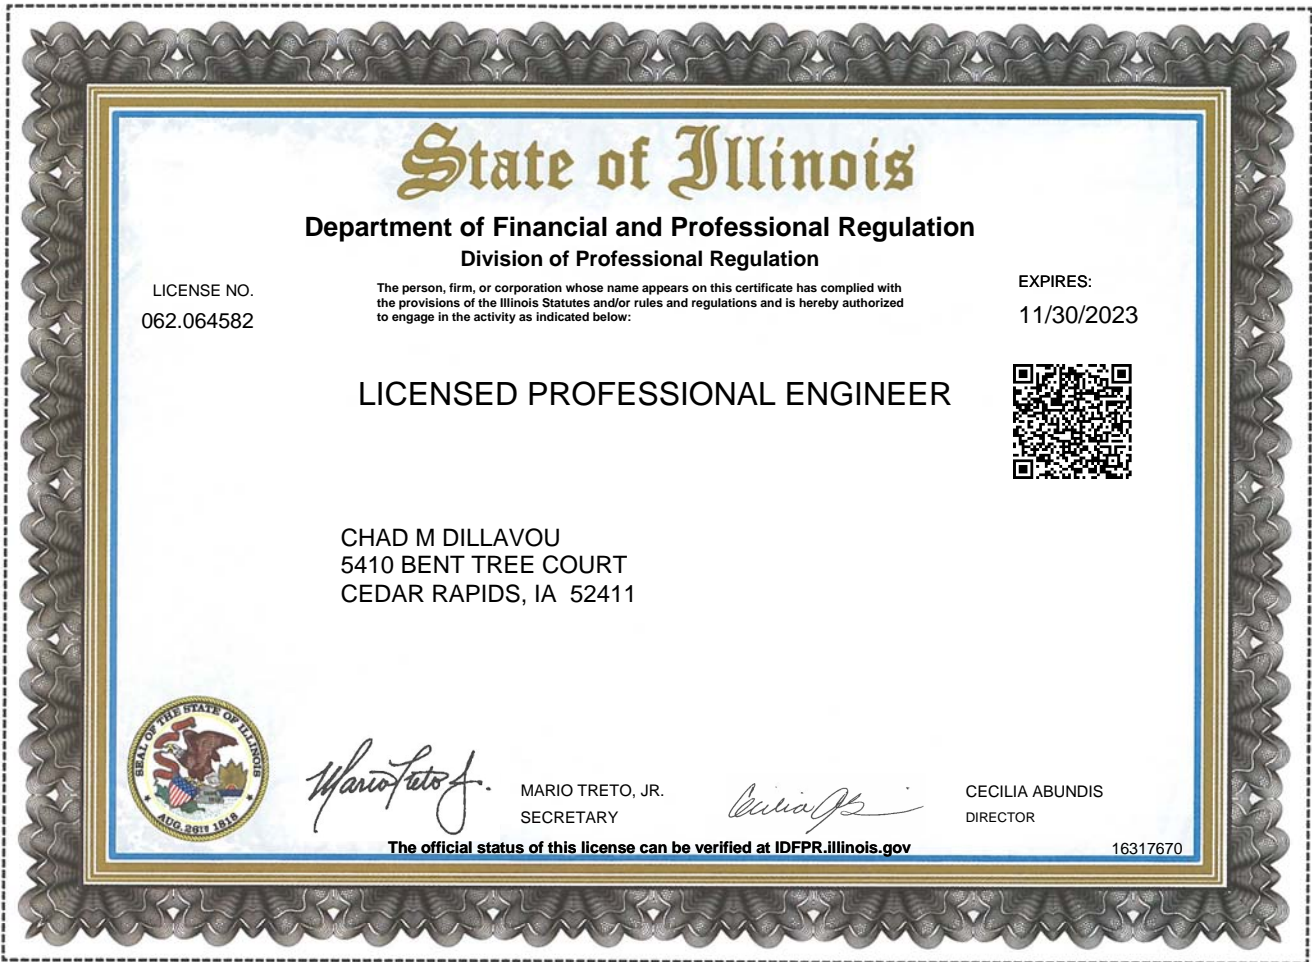 State of Illinois
Department of Financial and Professional Regulation
Division of Professional Regulation
LICENSE NO.
062.064582
The person, firm, or corporation whose name appears on this certificate has complied with
the provisions of the Illinois Statutes and/or rules and regulations and is hereby authorized
to engage in the activity as indicated below:
EXPIRES:
11/30/2023
LICENSED PROFESSIONAL ENGINEER
CHAD M DILLAVOU
5410 BENT TREE COURT
CEDAR RAPIDS, IA 52411
SEAL OF THE STATE OF ILLINOIS
AUG. 26TH 1818
Mario Treto Jr.
MARIO TRETO, JR.
SECRETARY
Cecilia
CECILIA ABUNDIS
DIRECTOR
The official status of this license can be verified at IDFPR.illinois.gov
16317670